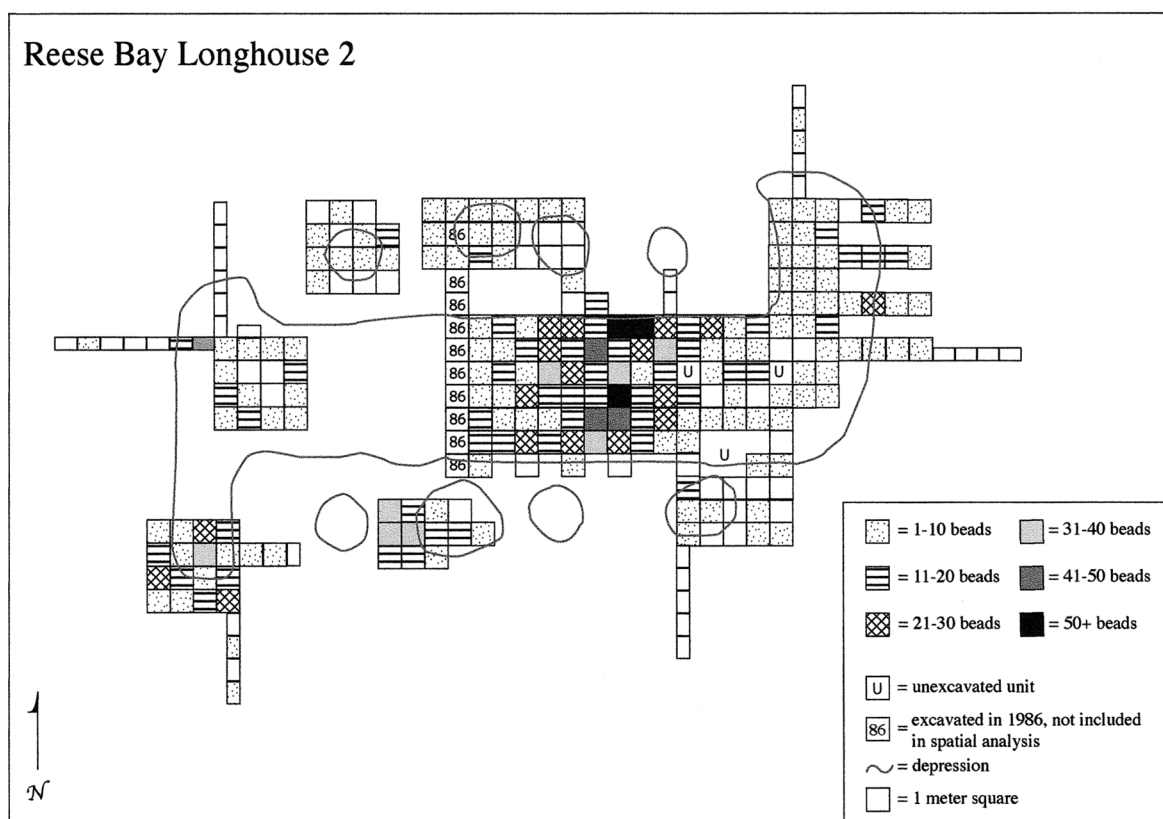 Reese Bay Longhouse 2
86
86
86
86
86
U
U
86
86
86
86
U
86
= 1-10 beads
= 31-40 beads
= 11-20 beads
= 41-50 beads
= 21-30 beads
= 50+ beads
U = unexcavated unit
86 = excavated in 1986, not included
in spatial analysis
= depression
= 1 meter square
N